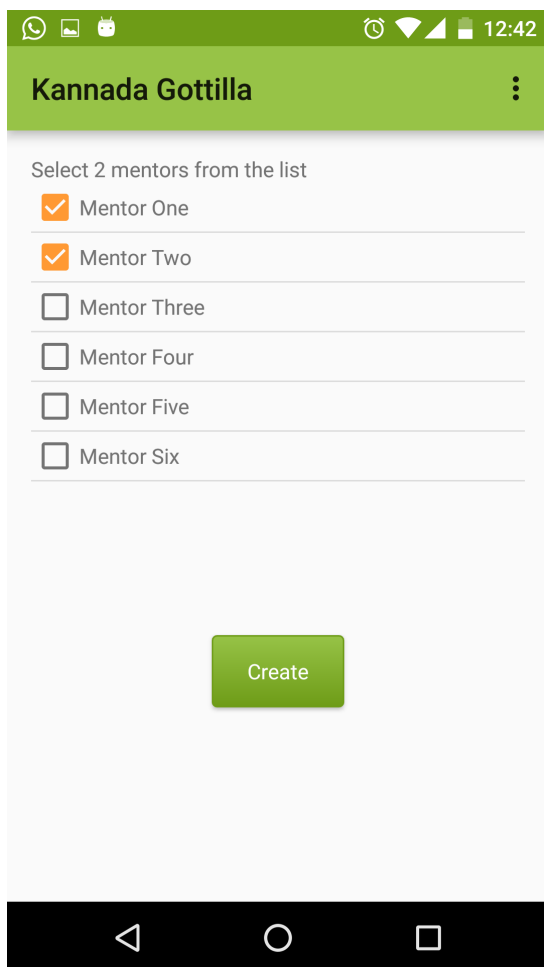 12:42
Kannada Gottilla
Select 2 mentors from the list
Mentor One
Mentor Two
Mentor Three
Mentor Four
Mentor Five
Mentor Six
Create